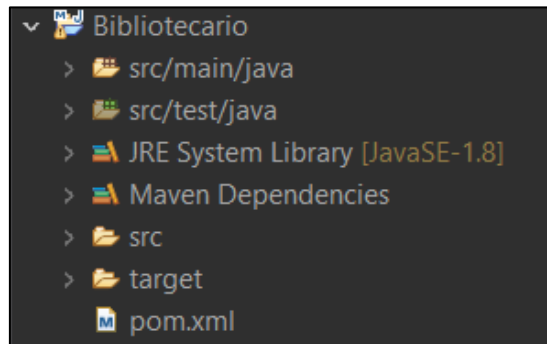 Bibliotecario
src/main/java
src/test/java
JRE System Library [JavaSE-1.8]
Maven Dependencies
src
target
pom.xml